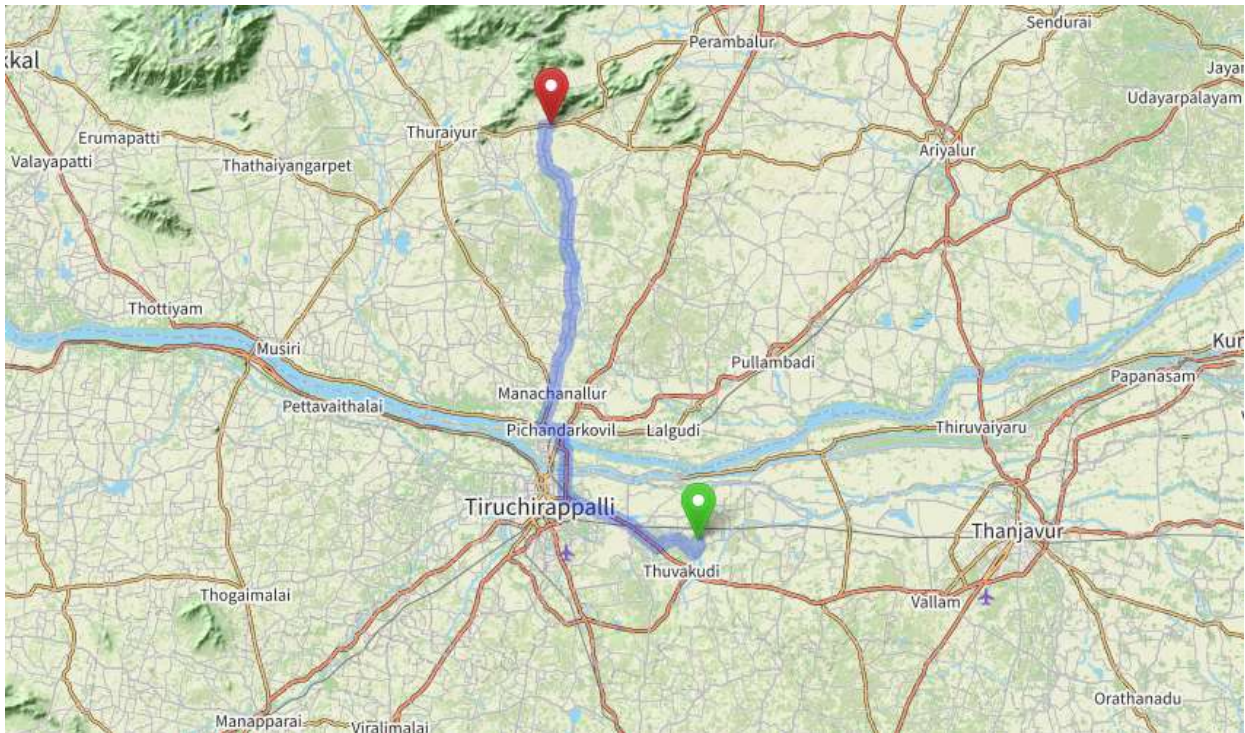 Sendurai
Perambalur
kkal
Jayar
Udayarpalayam
Thuraiyur
Erumapatti
Ariyalur
Valayapatti
Thathaiyangarpet
Thottiyam
Musiri
Kur
Pullambadi
Papanasam
Manachanallur
Pettavaithalai
Pichandarkovil
Lalgudi
Thiruvaiyaru
Tiruchirappalli
Thanjavur
Thuvakudi
Thogaimalai
Vallam
Orathanadu
Manapparai
Viralimalai